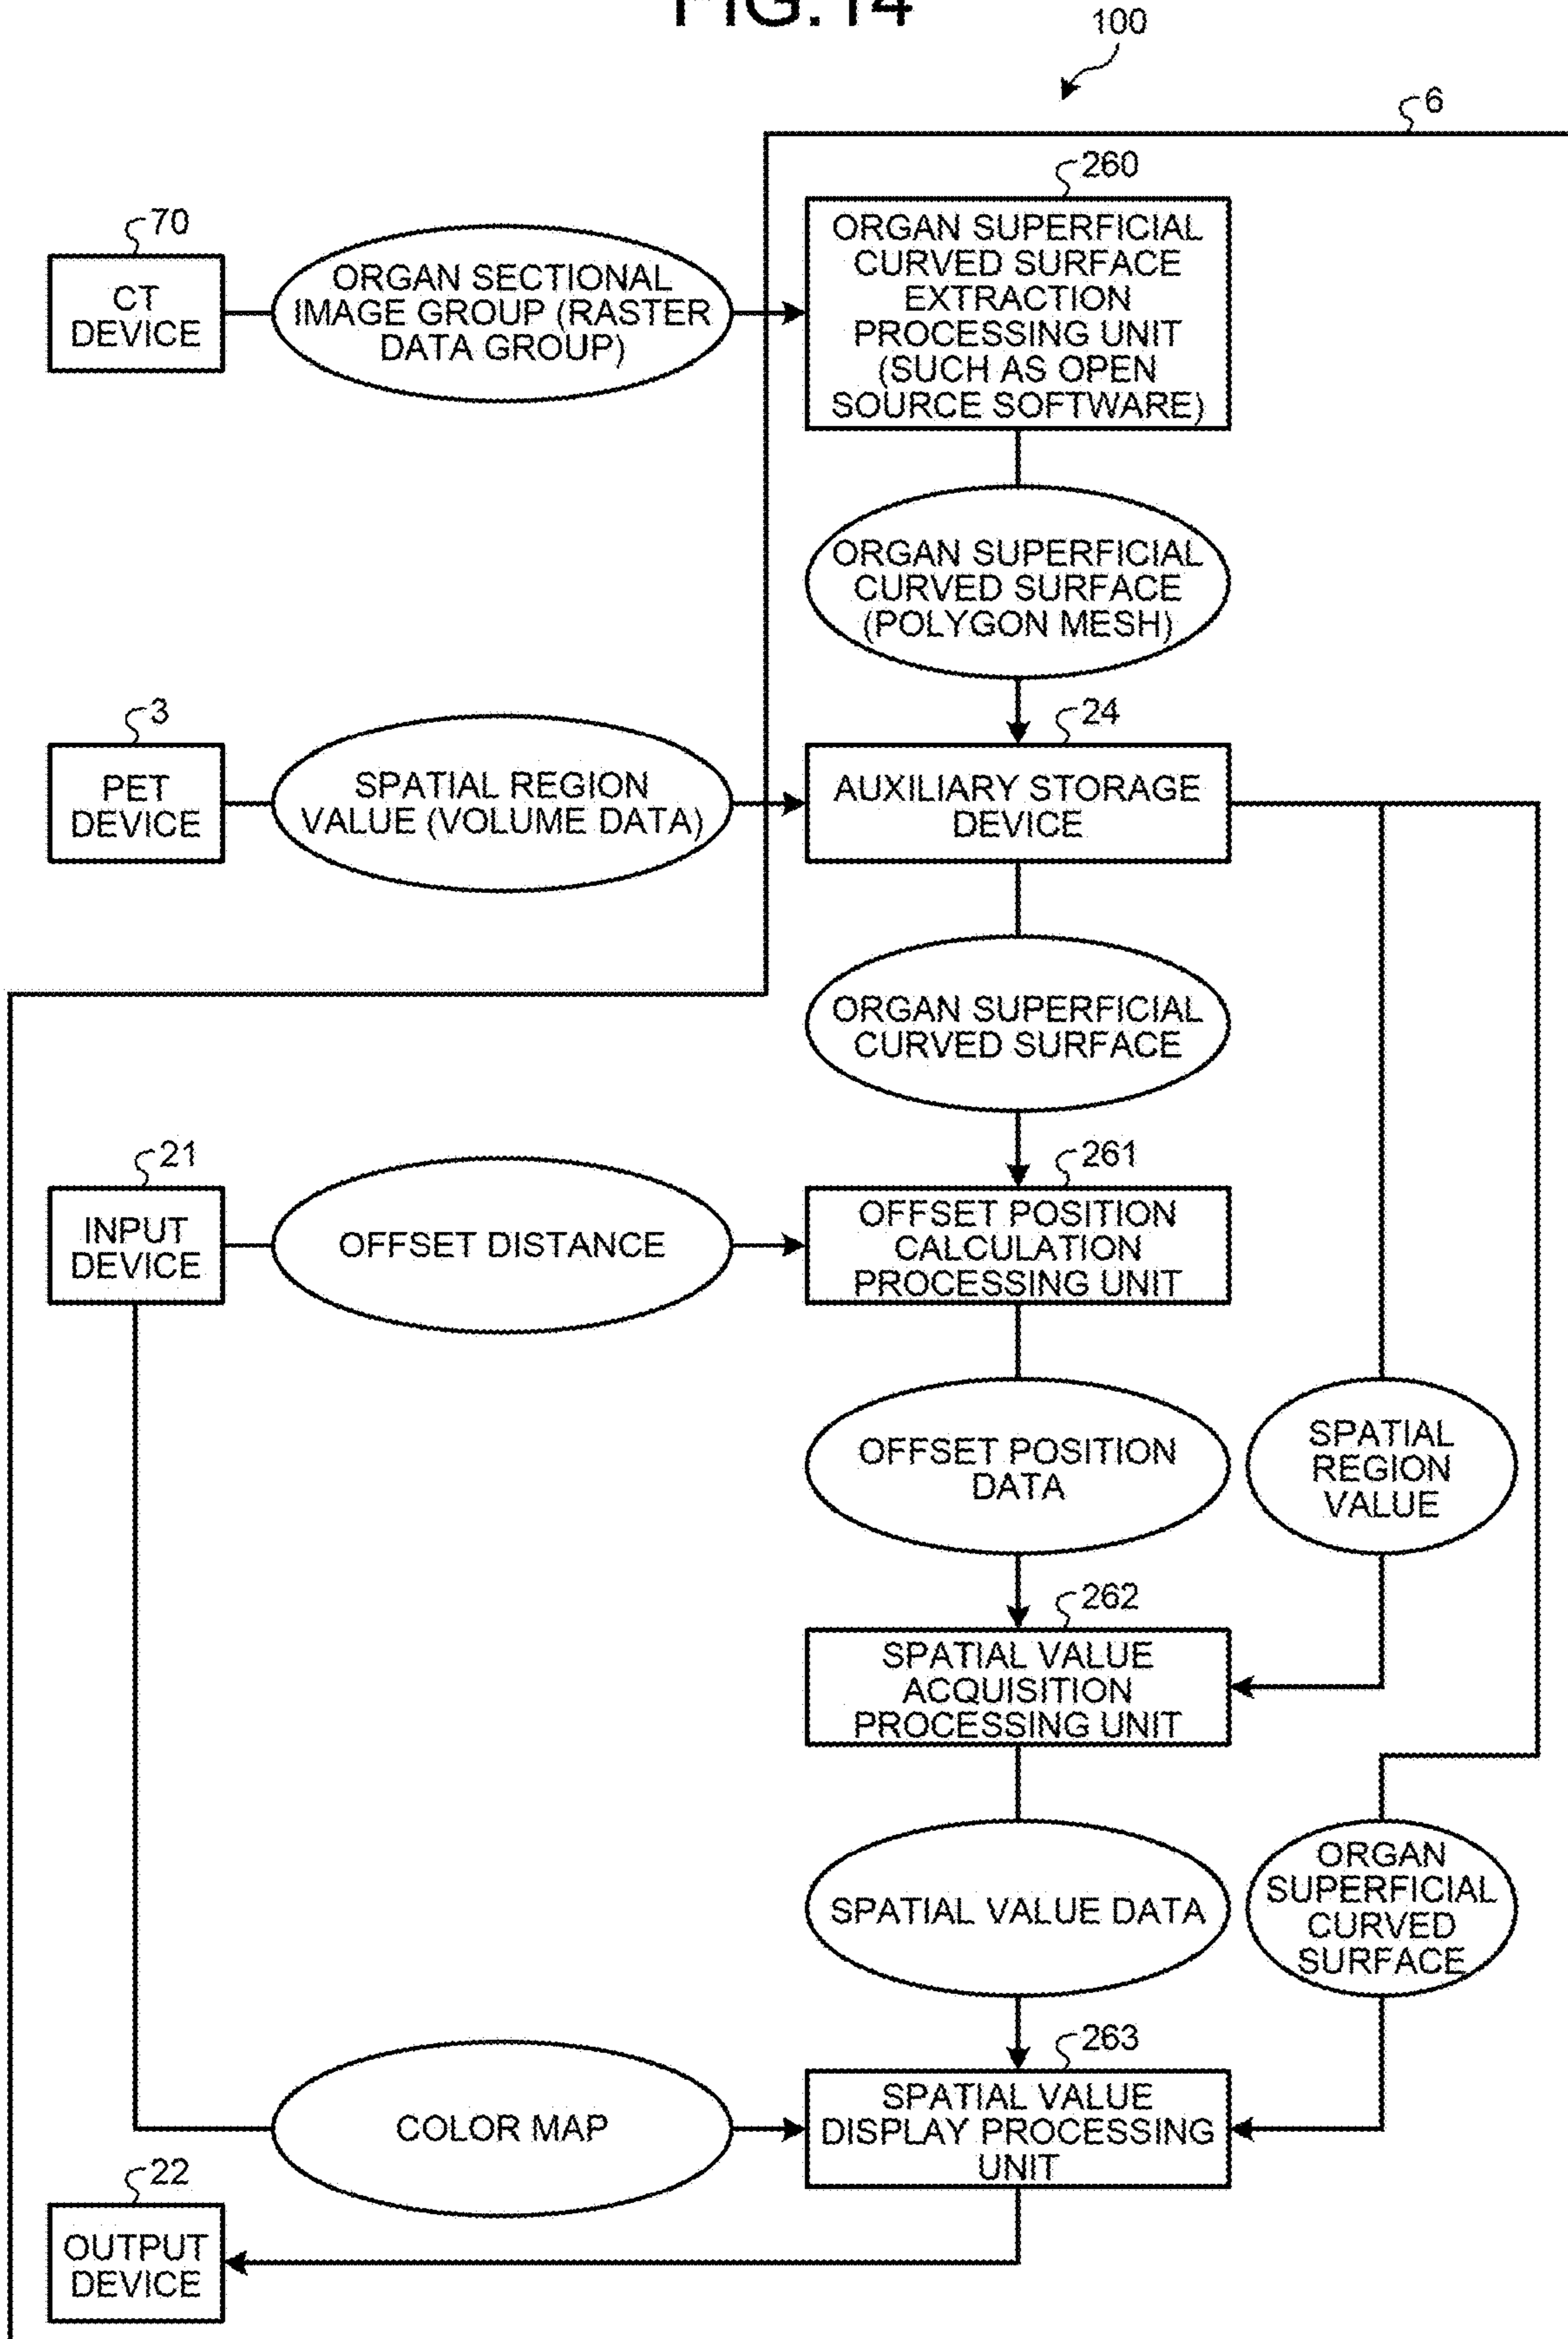 FIG.14
100
6
260
70
CT
DEVICE
ORGAN SECTIONAL
IMAGE GROUP (RASTER
DATA GROUP)
ORGAN SUPERFICIAL
CURVED SURFACE
EXTRACTION
PROCESSING UNIT
(SUCH AS OPEN
SOURCE SOFTWARE)
ORGAN SUPERFICIAL
CURVED SURFACE
(POLYGON MESH)
3
24
PET
DEVICE
SPATIAL REGION
VALUE (VOLUME DATA)
AUXILIARY STORAGE
DEVICE
ORGAN SUPERFICIAL
CURVED SURFACE
21
261
INPUT
DEVICE
OFFSET DISTANCE
OFFSET POSITION
CALCULATION
PROCESSING UNIT
OFFSET POSITION
DATA
SPATIAL
REGION
VALUE
262
SPATIAL VALUE
ACQUISITION
PROCESSING UNIT
SPATIAL VALUE DATA
ORGAN
SUPERFICIAL
CURVED
SURFACE
263
COLOR MAP
SPATIAL VALUE
DISPLAY PROCESSING
UNIT
22
OUTPUT
DEVICE